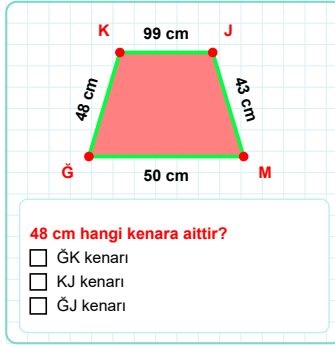 K 99 cm J
48 cm
43 cm
Ğ 50 cm M
48 cm hangi kenara aittir?
ĞK kenarı
KJ kenarı
ĞJ kenarı